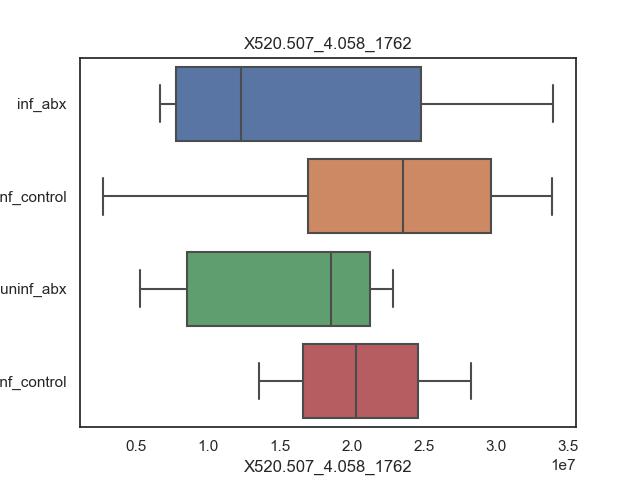 X520.507_4.058_1762
inf_abx
nf_control
uninf_abx
nf_control
0.5 1.0 1.5 2.0 2.5 3.0 3.5
1e7
X520.507_4.058_1762